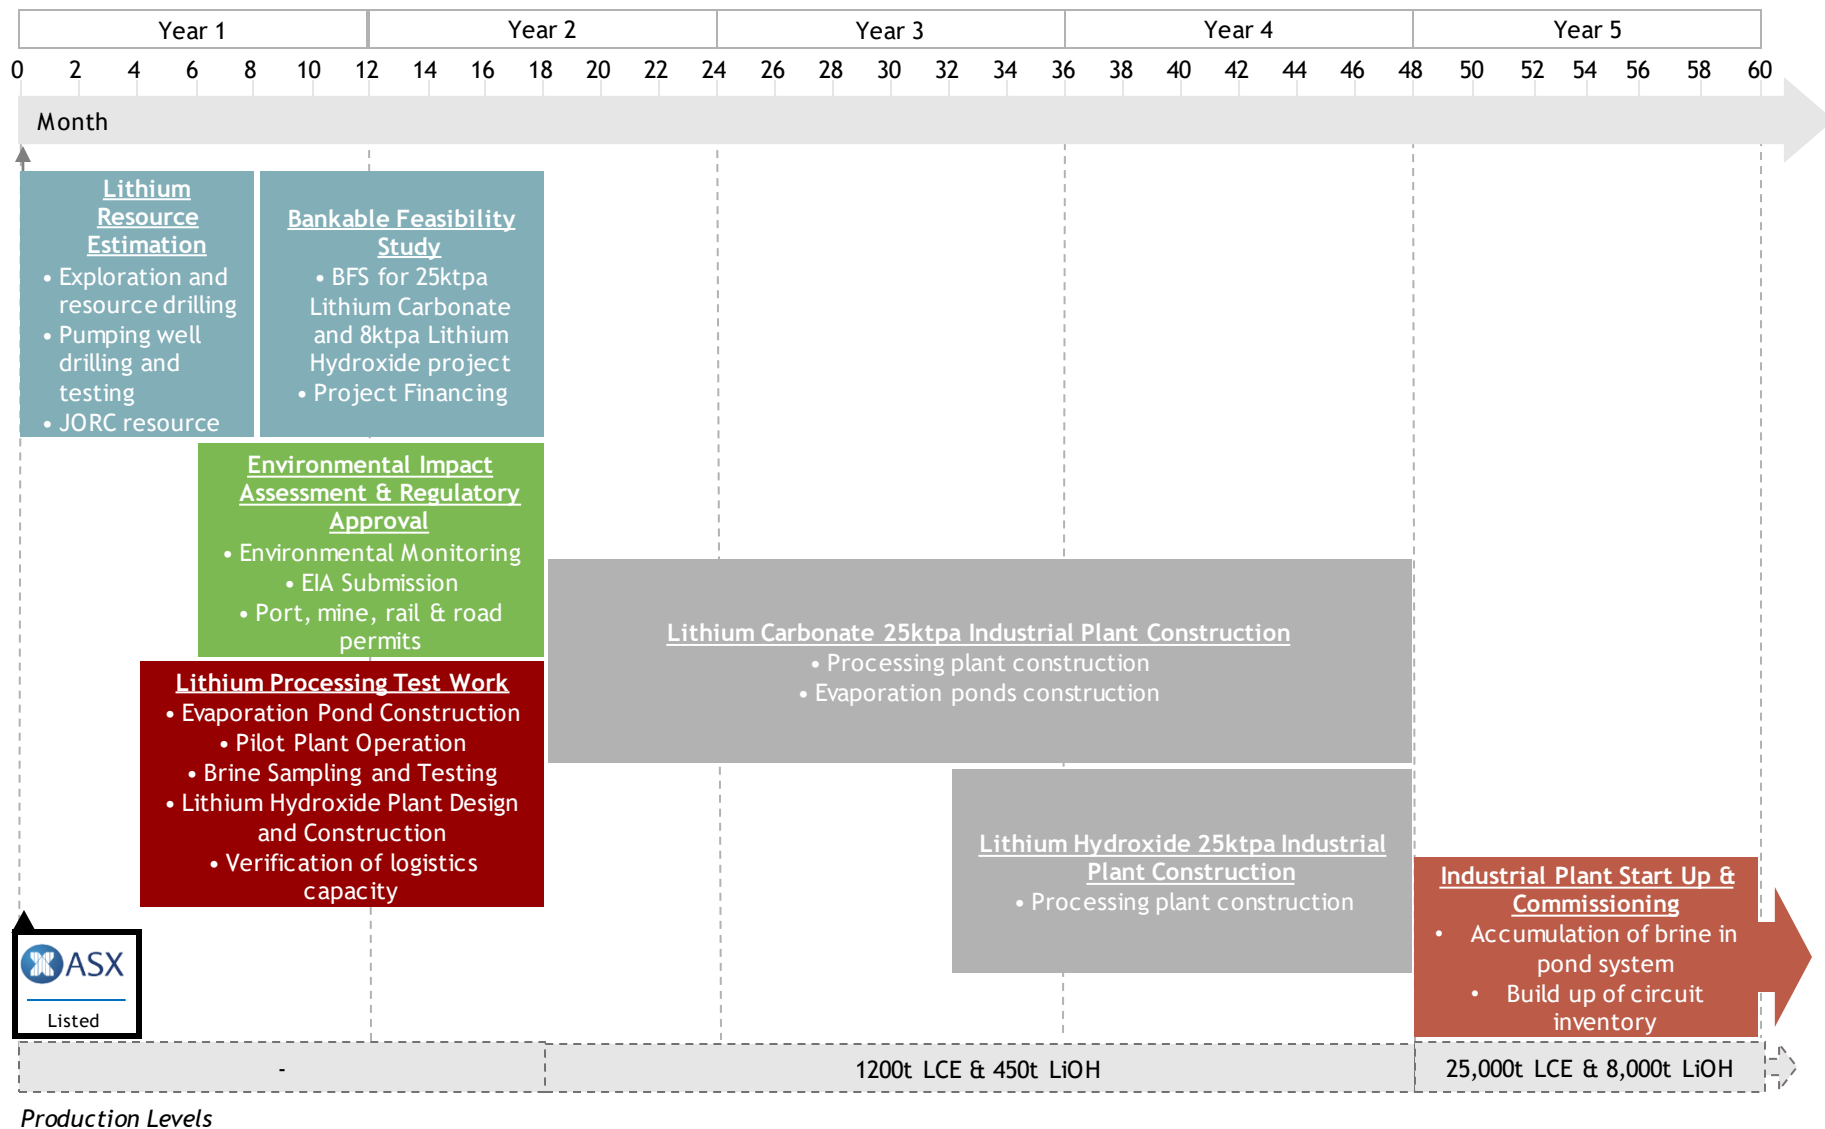 Year 1
Year 2
Year 3
Year 4
Year 5
0 2 4 6 8 10 12 14 16 18 20 22 24 26 28 30 32 34 36 38 40 42 44 46 48 50 52 54 56 58 60
Month
Lithium
Resource
Estimation
• Exploration and
resource drilling
• Pumping well
drilling and
testing
• JORC resource
Bankable Feasibility
Study
• BFS for 25ktpa
Lithium Carbonate
and 8ktpa Lithium
Hydroxide project
• Project Financing
Environmental Impact
Assessment & Regulatory
Approval
• Environmental Monitoring
• EIA Submission
• Port, mine, rail & road
permits
Lithium Processing Test Work
• Evaporation Pond Construction
• Pilot Plant Operation
• Brine Sampling and Testing
• Lithium Hydroxide Plant Design
and Construction
• Verification of logistics
capacity
Lithium Carbonate 25ktpa Industrial Plant Construction
• Processing plant construction
• Evaporation ponds construction
Lithium Hydroxide 25ktpa Industrial
Plant Construction
• Processing plant construction
Industrial Plant Start Up &
Commissioning
• Accumulation of brine in
pond system
• Build up of circuit
inventory
ASX
Listed
-
1200t LCE & 450t LiOH
25,000t LCE & 8,000t LiOH
Production Levels